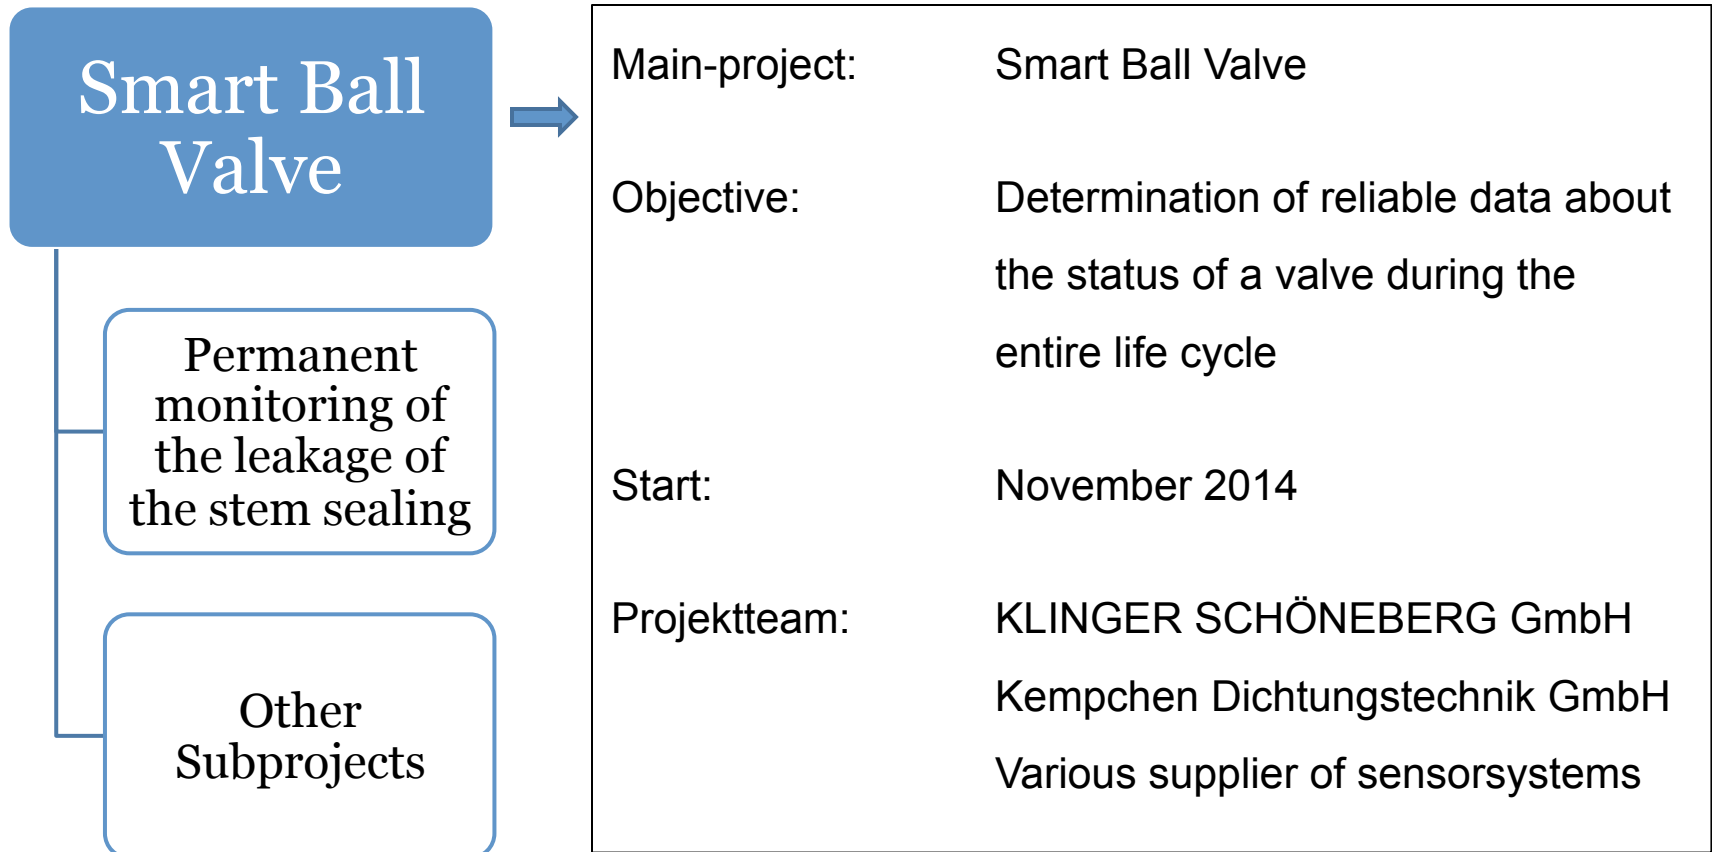 Smart Ball
Valve
Permanent
monitoring of
the leakage of
the stem sealing
Other
Subprojects
Main-project: Smart Ball Valve
Objective: Determination of reliable data about
the status of a valve during the
entire life cycle
Start: November 2014
Projektteam: KLINGER SCHÖNEBERG GmbH
Kempchen Dichtungstechnik GmbH
Various supplier of sensorsystems